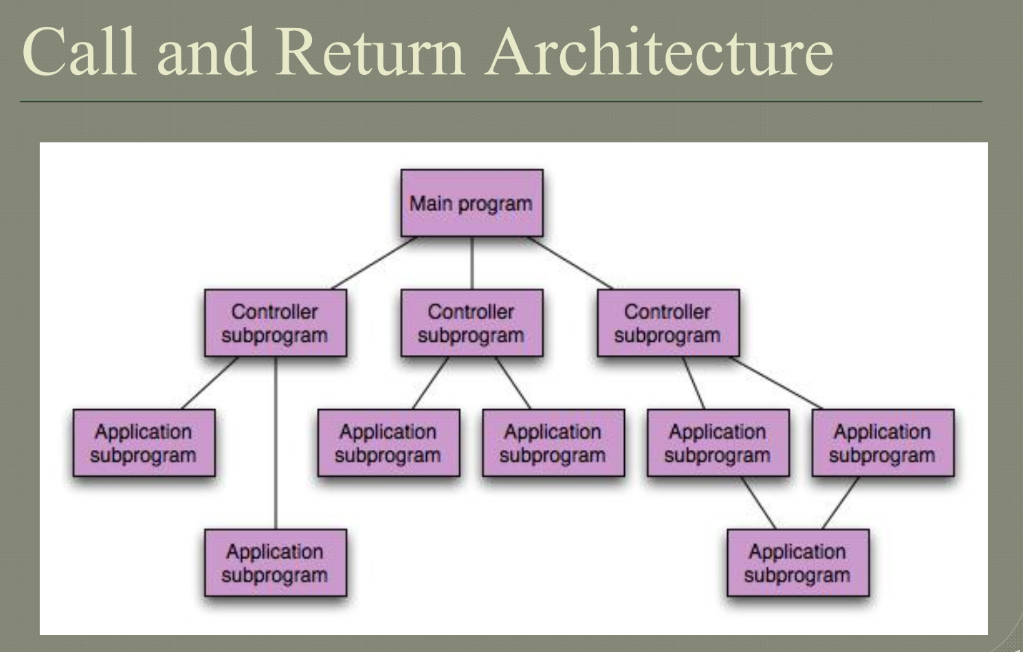 Call and Return Architecture
Main program
Controller
subprogram
Controller
subprogram
Controller
subprogram
Application
subprogram
Application
subprogram
Application
subprogram
Application
subprogram
Application
subprogram
Application
subprogram
Application
subprogram